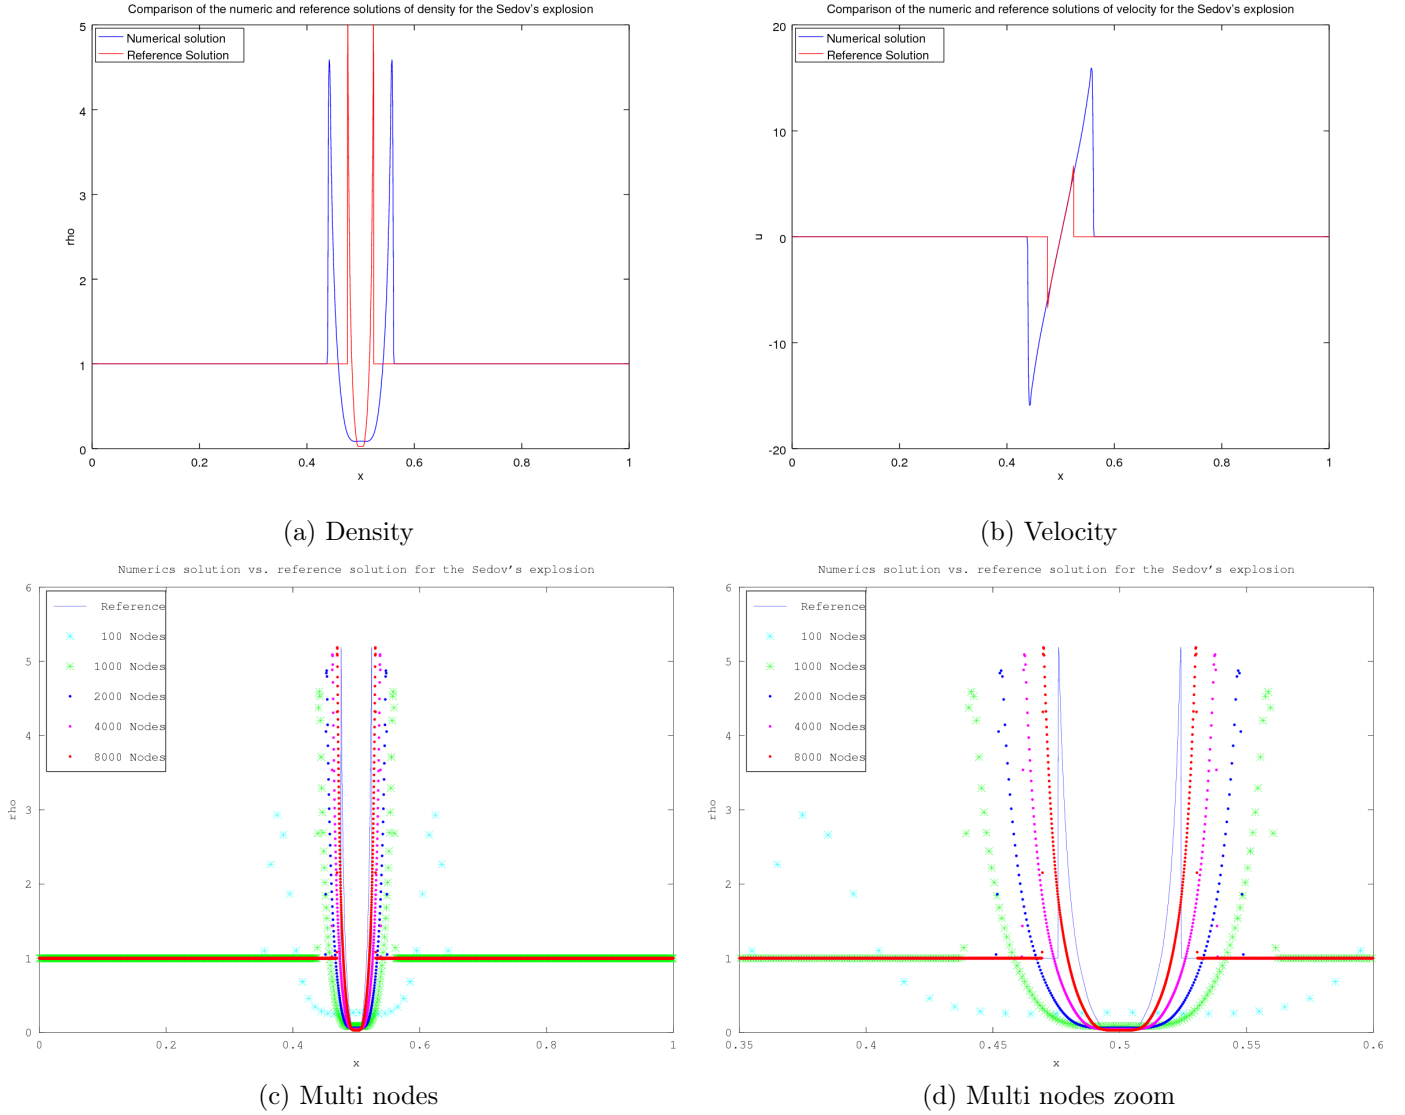 Comparison of the numeric and reference solutions of density for the Sedov's explosion
Numerical solution
Reference Solution
5
4
3
2
1
0
rho
0
0.2
0.4
0.6
0.8
1
x
(a) Density
Comparison of the numeric and reference solutions of velocity for the Sedov's explosion
Numerical solution
Reference Solution
20
10
0
-10
-20
u
0
0.2
0.4
0.6
0.8
1
x
(b) Velocity
Numerics solution vs. reference solution for the Sedov's explosion
Reference
100 Nodes
1000 Nodes
2000 Nodes
4000 Nodes
8000 Nodes
6
5
4
3
2
1
0
rho
0
0.2
0.4
0.6
0.8
1
x
(c) Multi nodes
Numerics solution vs. reference solution for the Sedov's explosion
Reference
100 Nodes
1000 Nodes
2000 Nodes
4000 Nodes
8000 Nodes
6
5
4
3
2
1
0
rho
0.35
0.4
0.45
0.5
0.55
0.6
x
(d) Multi nodes zoom